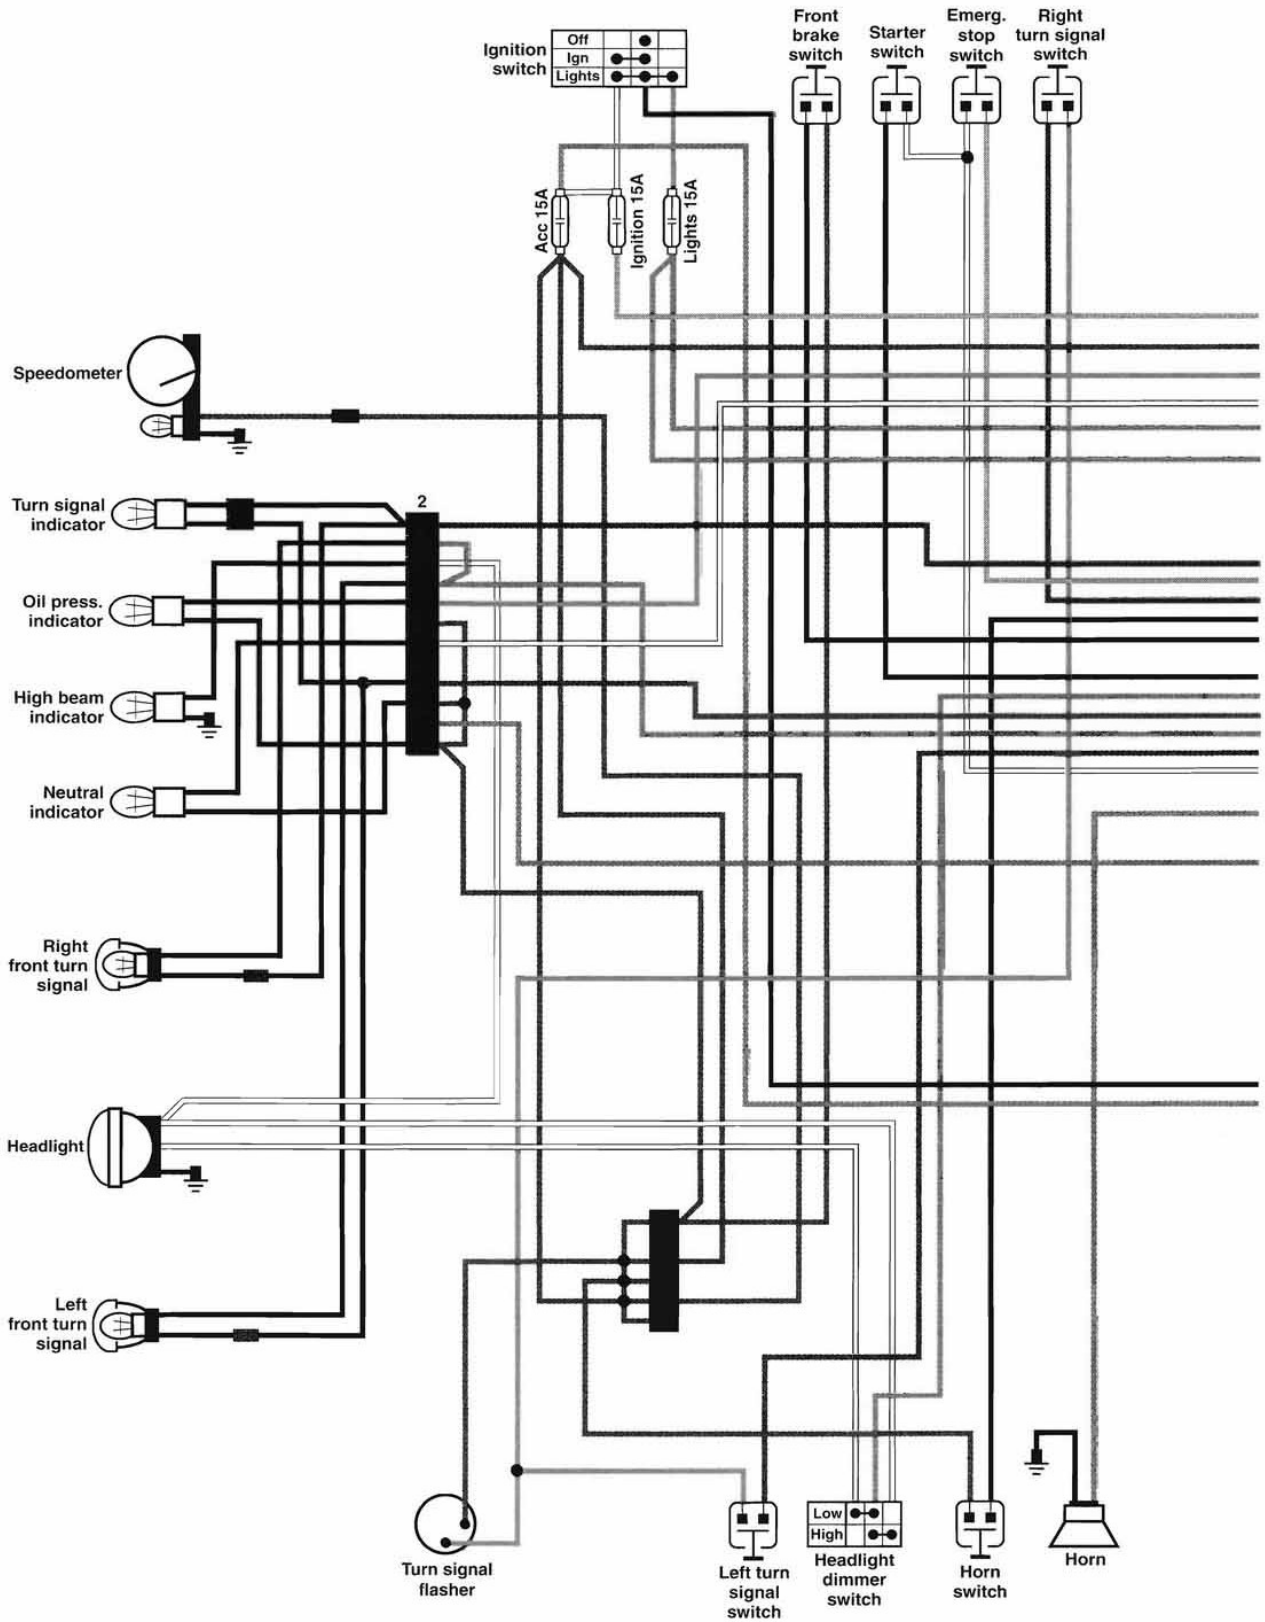 Front
brake
switch
Starter
switch
Emerg.
stop
switch
Right
turn signal
switch
Ignition
switch
Off
Ign
Lights
Acc 15A
Ignition 15A
Lights 15A
Speedometer
Turn signal
indicator
2
Oil press.
indicator
High beam
indicator
Neutral
indicator
Right
front turn
signal
Headlight
Left
front turn
signal
Turn signal
flasher
Left turn
signal
switch
Low
High
Headlight
dimmer
switch
Horn
switch
Horn